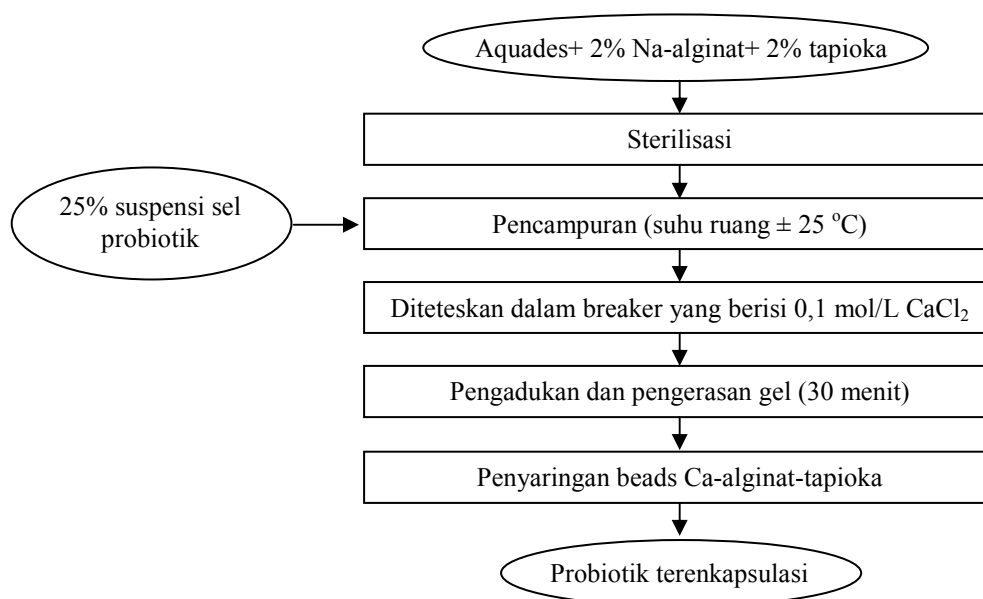 Aquades+ 2% Na-alginat+ 2% tapioka
Sterilisasi
25% suspensi sel
probiotik
Pencampuran (suhu ruang ± 25 °C)
Diteteskan dalam breaker yang berisi 0,1 mol/L CaCl₂
Pengadukan dan pengerasan gel (30 menit)
Penyaringan beads Ca-alginat-tapioka
Probiotik terenkapsulasi